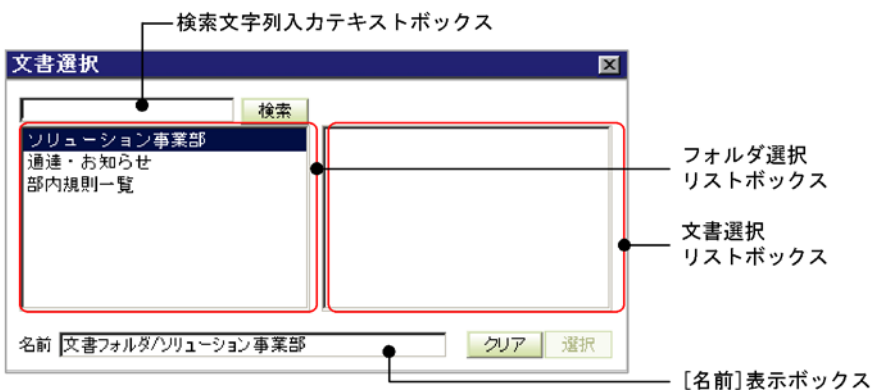 検索文字列入力テキストボックス
文書選択
検索
ソリューション事業部
通達・お知らせ
部内規則一覧
フォルダ選択
リストボックス
文書選択
リストボックス
名前 文書フォルダ/ソリューション事業部
クリア
選択
[名前]表示ボックス